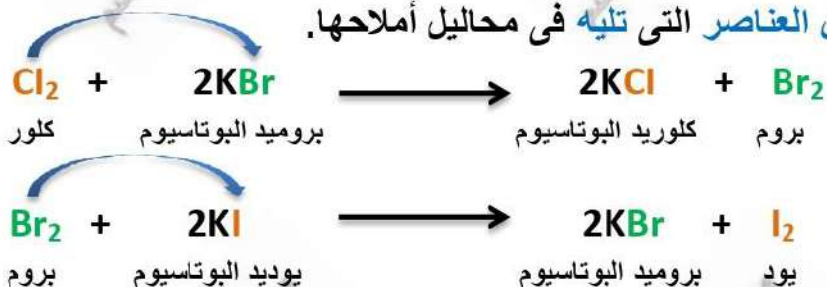 العناصر التى تليه فى محاليل أملاحها.
Cl₂ + 2KBr ⟶ 2KCl + Br₂
كلور بروميد البوتاسيوم كلوريد البوتاسيوم بروم
Br₂ + 2KI ⟶ 2KBr + I₂
بروم يوديد البوتاسيوم بروميد البوتاسيوم يود